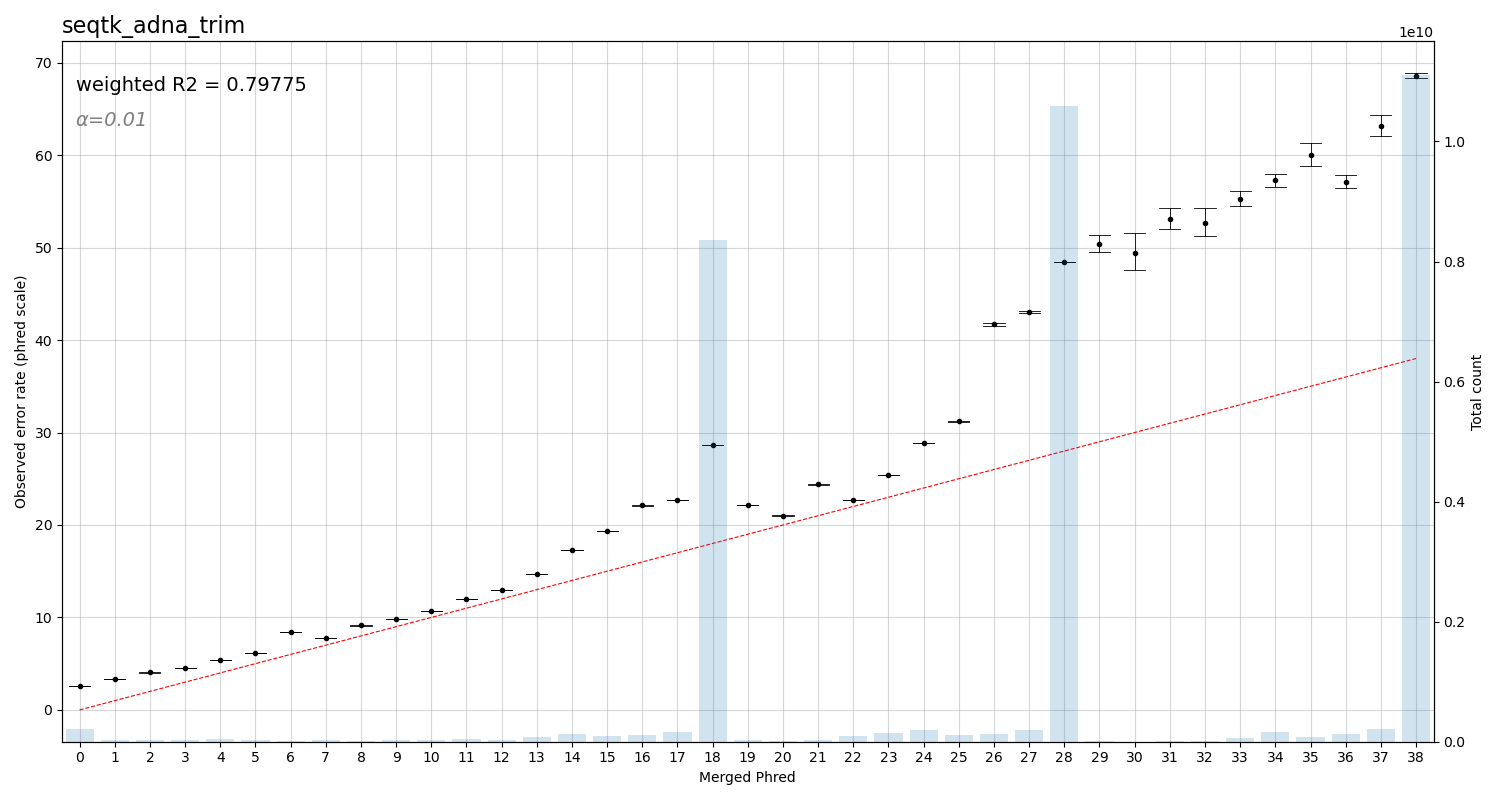 seqtk_adna_trim
1e10
weighted R2 = 0.79775
α=0.01
Observed error rate (phred scale)
70
60
50
40
30
20
10
0
1.0
0.8
0.6
0.4
0.2
0.0
Total count
0 1 2 3 4 5 6 7 8 9 10 11 12 13 14 15 16 17 18 19 20 21 22 23 24 25 26 27 28 29 30 31 32 33 34 35 36 37 38
Merged Phred